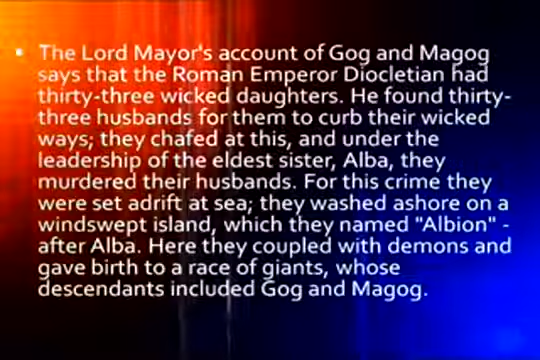 ▪ The Lord Mayor's account of Gog and Magog
says that the Roman Emperor Diocletian had
thirty-three wicked daughters. He found thirty-
three husbands for them to curb their wicked
ways; they chafed at this, and under the
leadership of the eldest sister, Alba, they
murdered their husbands. For this crime they
were set adrift at sea; they washed ashore on a
windswept island, which they named "Albion" -
after Alba. Here they coupled with demons and
gave birth to a race of giants, whose
descendants included Gog and Magog.